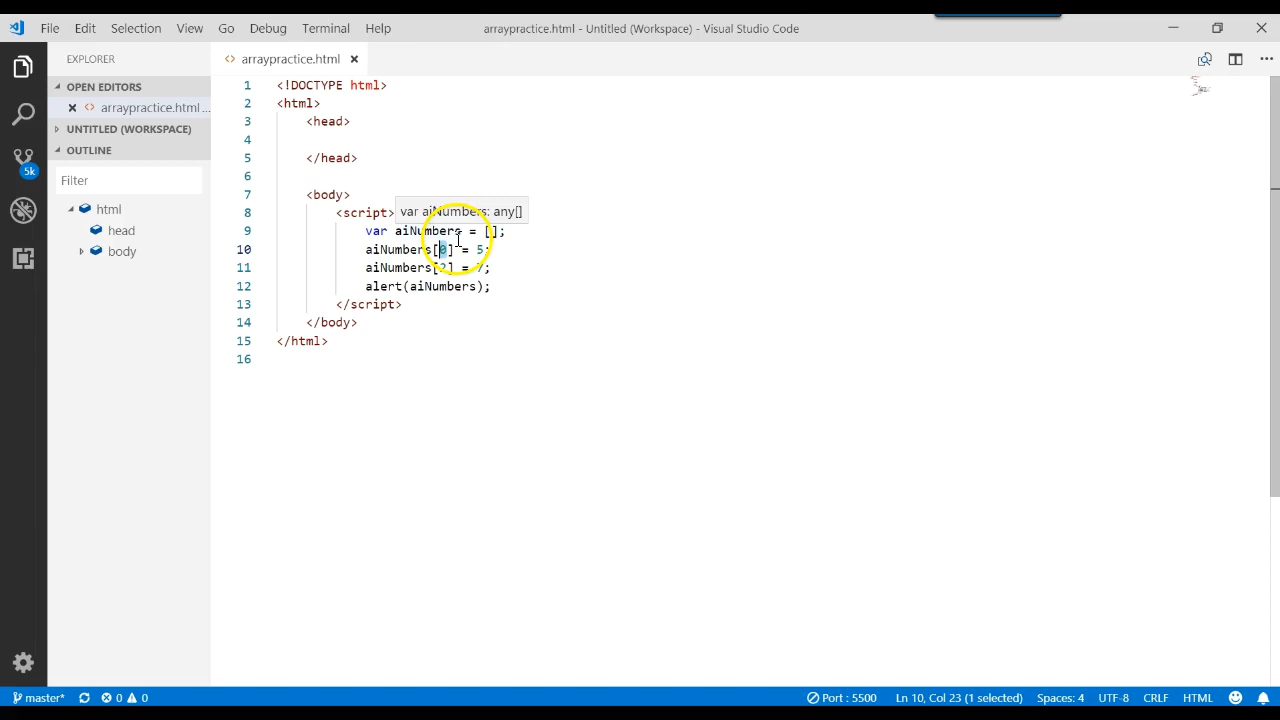 File Edit Selection View Go Debug Terminal Help arraypractice.html - Untitled (Workspace) - Visual Studio Code
EXPLORER
OPEN EDITORS
arraypractice.html ...
UNTITLED (WORKSPACE)
OUTLINE
Filter
html
head
body
5k
<> arraypractice.html
1 <!DOCTYPE html>
2 <html>
3 <head>
4
5 </head>
6
7 <body>
var aiNumbers: any[]
8 <script>
9 var aiNumbers = [];
10 aiNumbers[0] = 5;
11 aiNumbers[2] = 7;
12 alert(aiNumbers);
13 </script>
14 </body>
15 </html>
16
master* 0 0 Port : 5500 Ln 10, Col 23 (1 selected) Spaces: 4 UTF-8 CRLF HTML